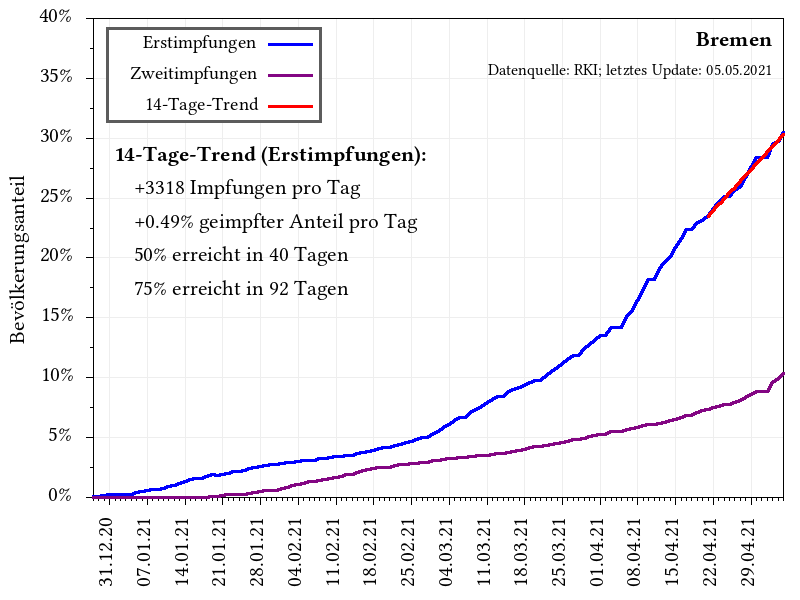 Bremen
Datenquelle: RKI; letztes Update: 05.05.2021
Erstimpfungen
Zweitimpfungen
14-Tage-Trend
14-Tage-Trend (Erstimpfungen):
+3318 Impfungen pro Tag
+0.49% geimpfter Anteil pro Tag
50% erreicht in 40 Tagen
75% erreicht in 92 Tagen
Bevölkerungsanteil
40%
35%
30%
25%
20%
15%
10%
5%
0%
31.12.20
07.01.21
14.01.21
21.01.21
28.01.21
04.02.21
11.02.21
18.02.21
25.02.21
04.03.21
11.03.21
18.03.21
25.03.21
01.04.21
08.04.21
15.04.21
22.04.21
29.04.21